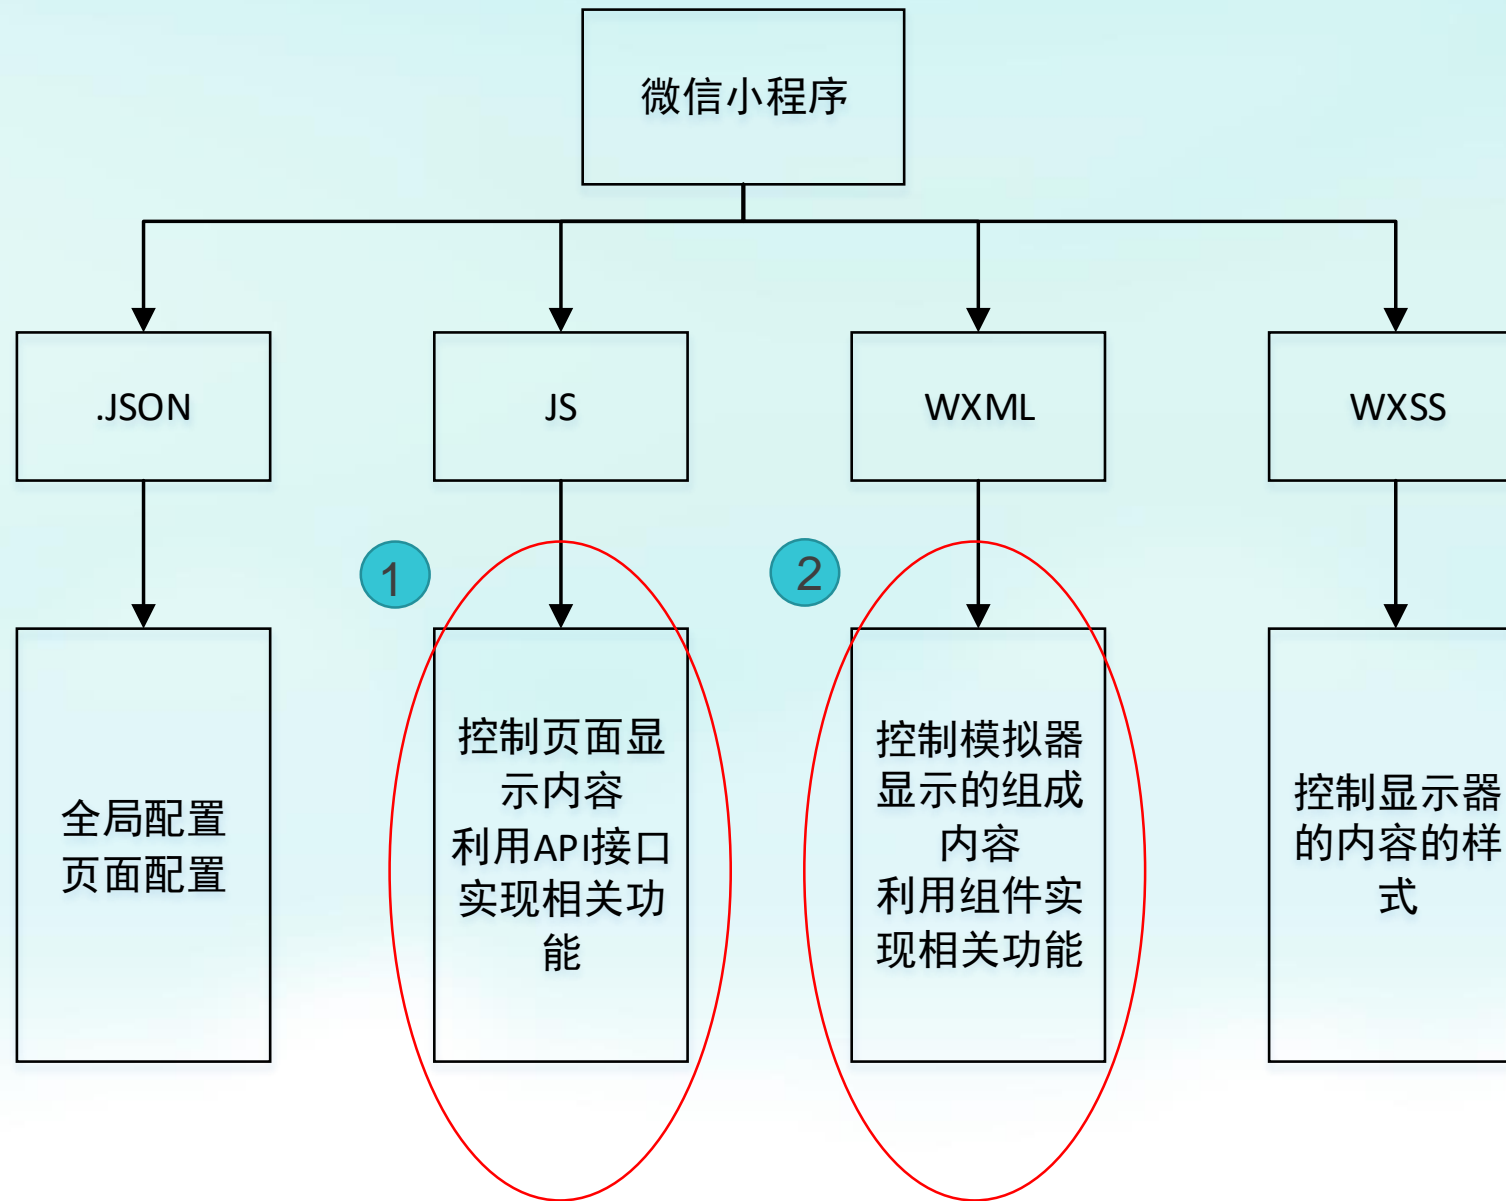 微信小程序
.JSON
JS
WXML
WXSS
1
2
全局配置
页面配置
控制页面显
示内容
利用API接口
实现相关功
能
控制模拟器
显示的组成
内容
利用组件实
现相关功能
控制显示器
的内容的样
式